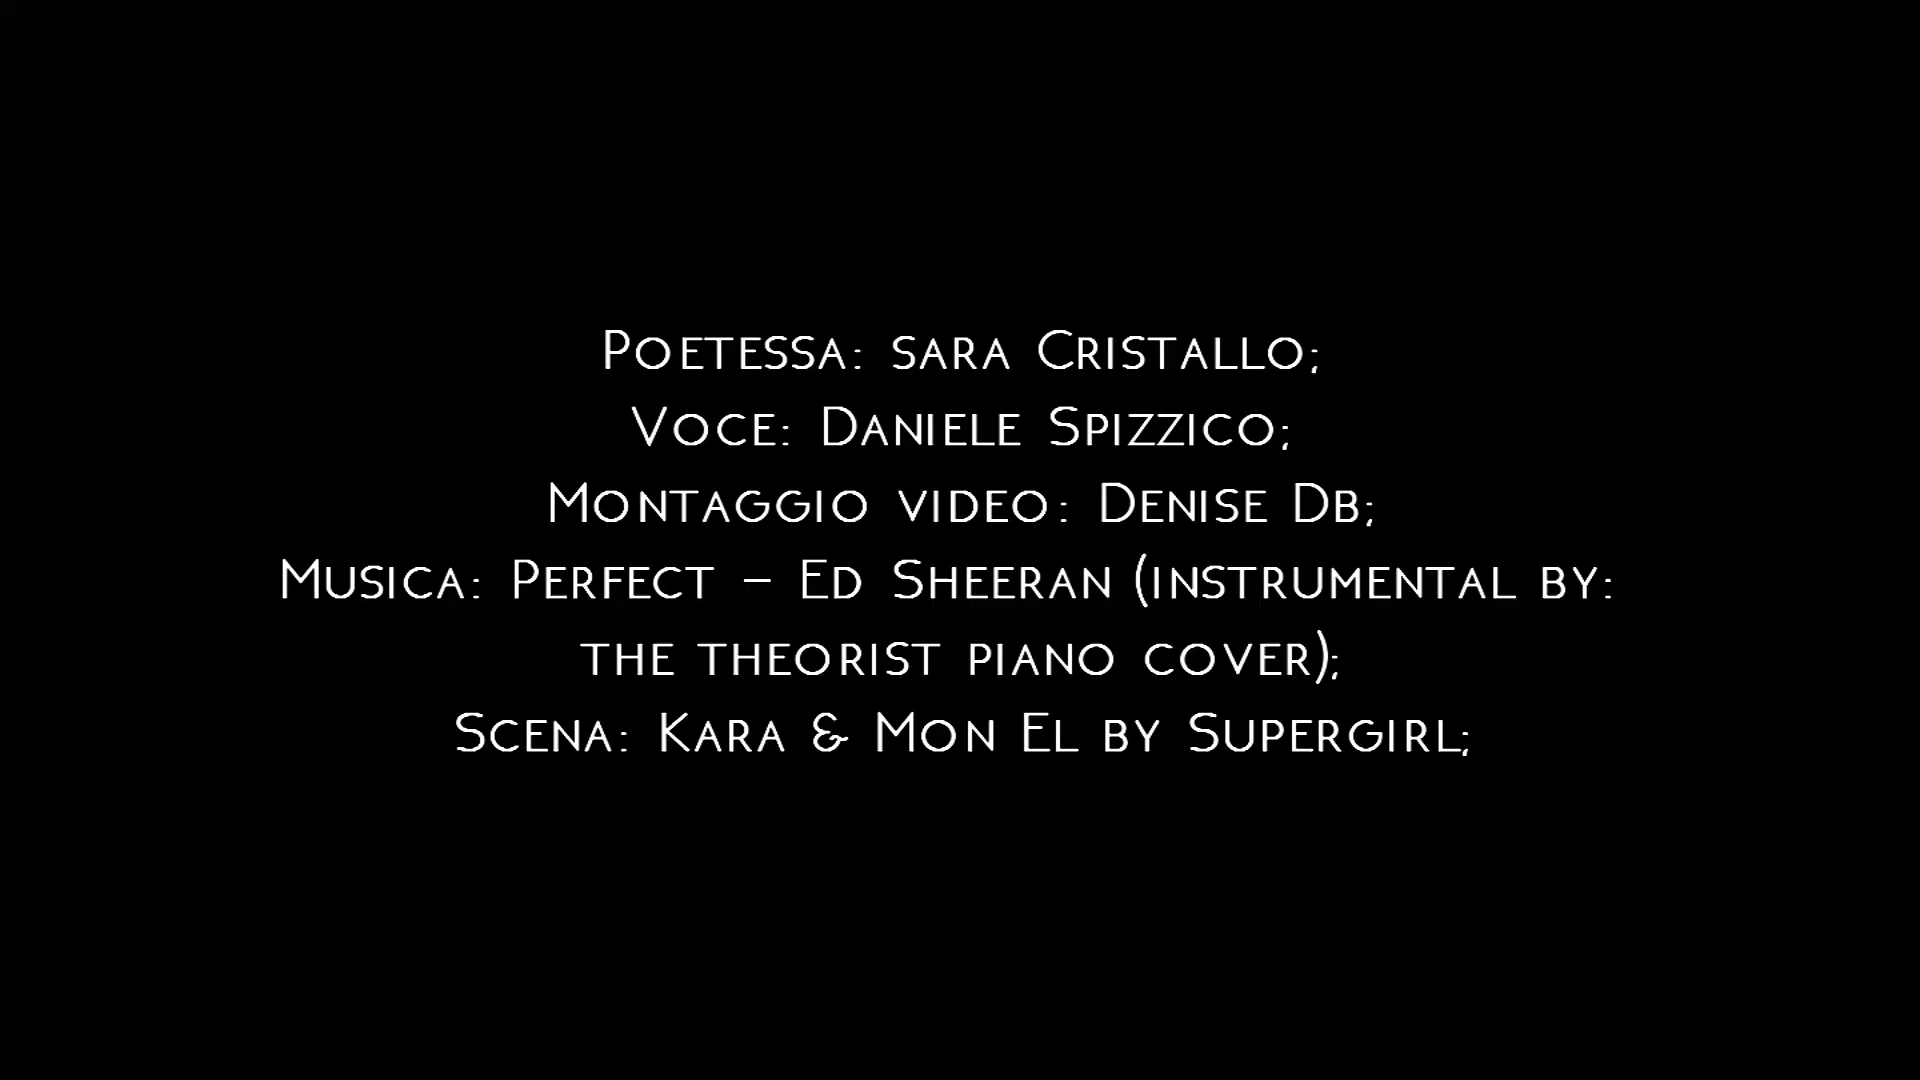 Poetessa: sara Cristallo;
Voce: Daniele Spizzico;
Montaggio video: Denise Db;
Musica: Perfect – Ed Sheeran (instrumental by:
the theorist piano cover);
Scena: Kara & Mon El by Supergirl;